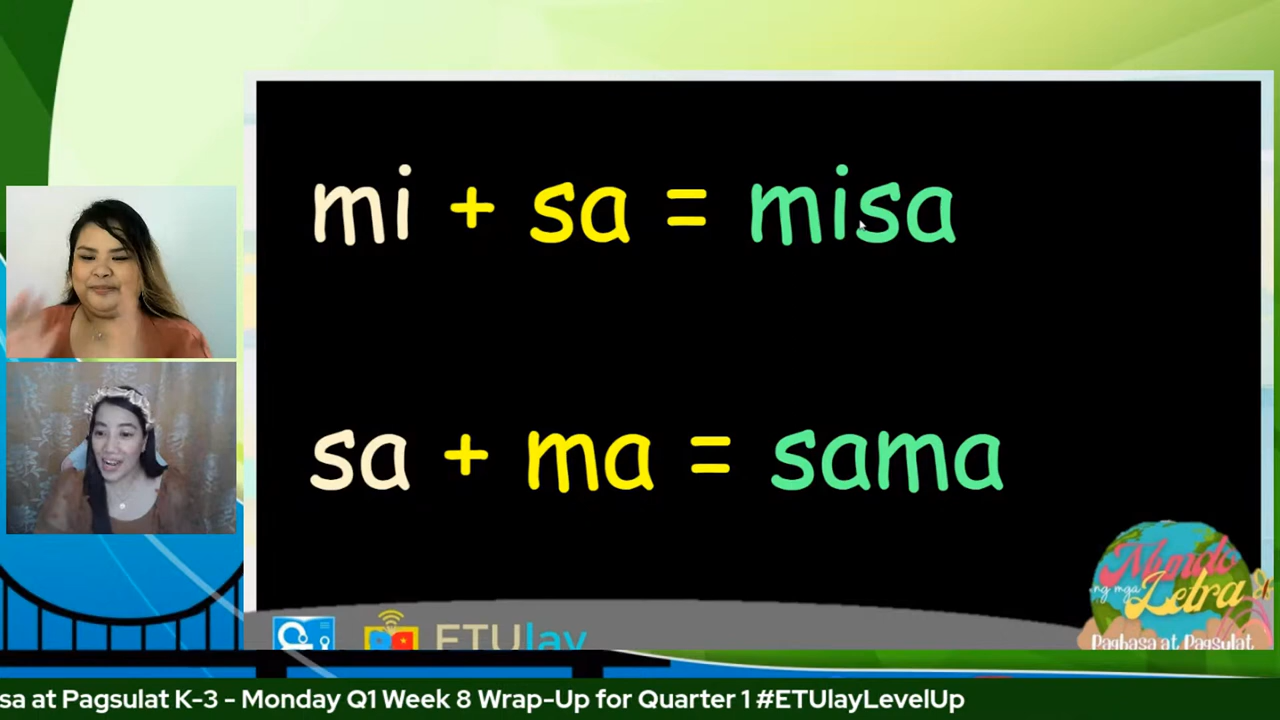 mi + sa = misa
sa + ma = sama
Mundo
ng mga
Letra
Pagbasa at Pagsulat
ETUlay
sa at Pagsulat K-3 - Monday Q1 Week 8 Wrap-Up for Quarter 1 #ETUlayLevelUp